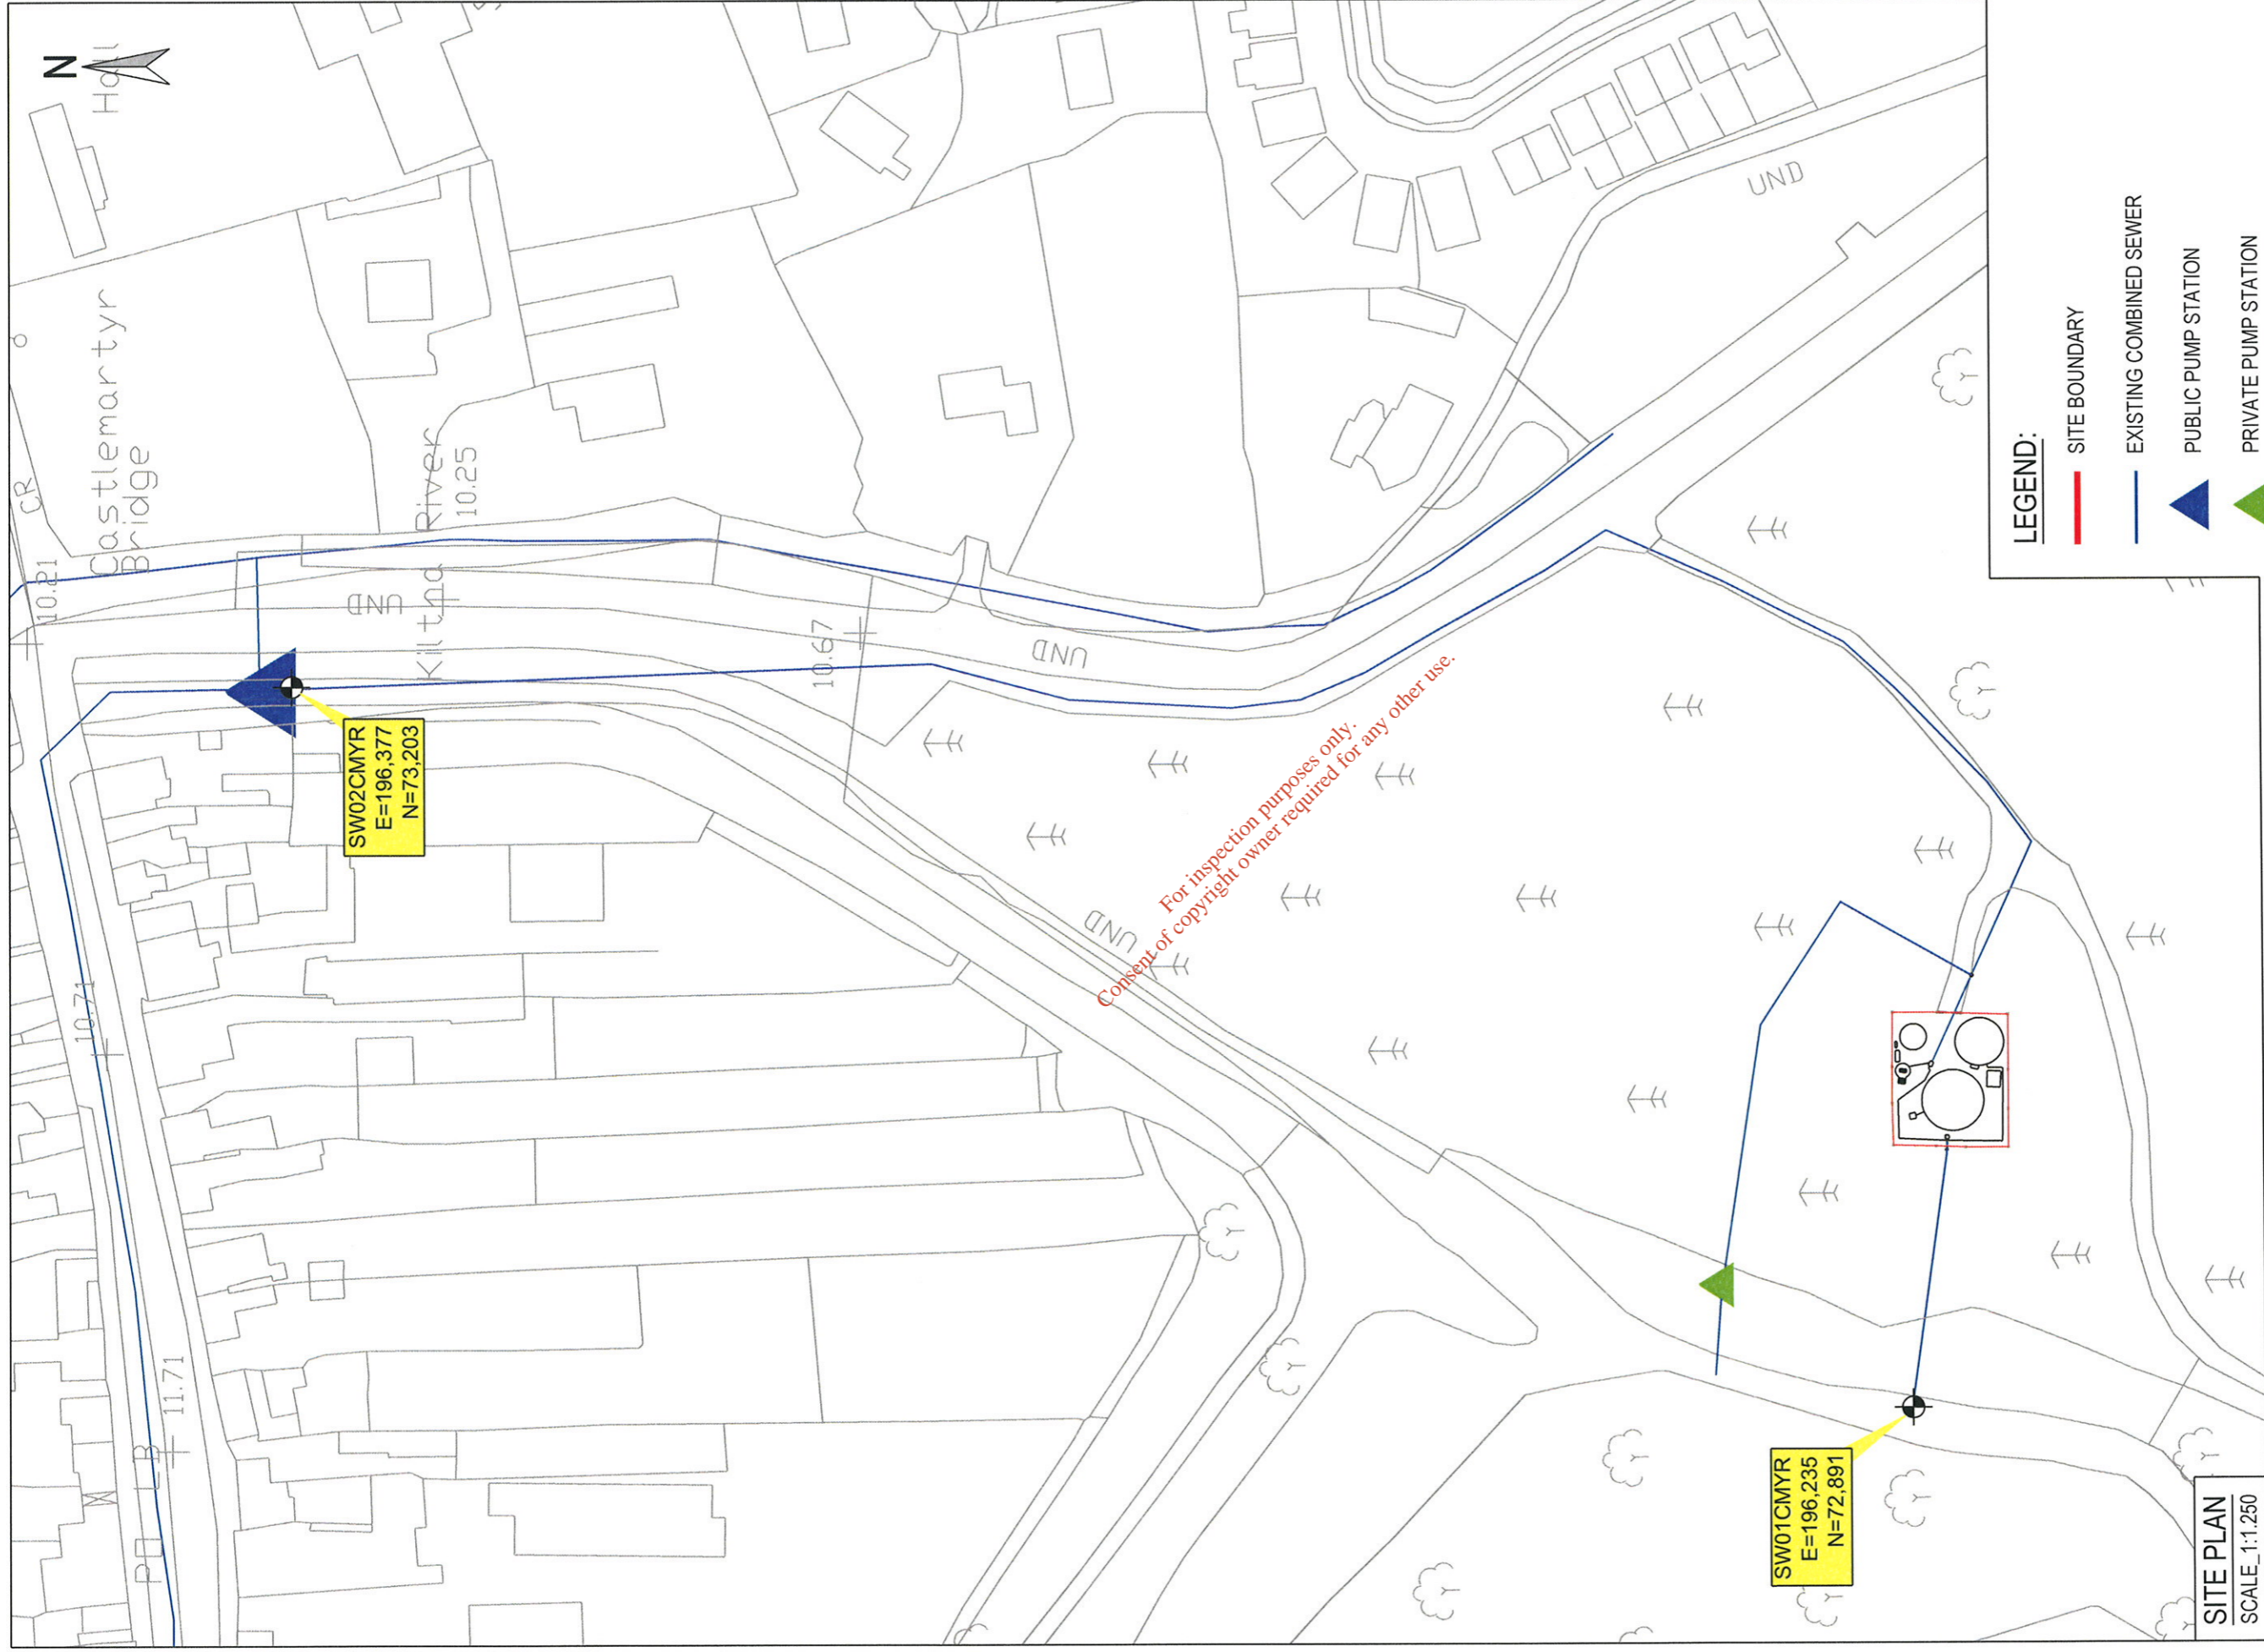 N
Hall
CR
Castlemartyr
Bridge
10.21
Kiltha River
10.25
UND
10.67
UND
UND
UND
SW02CMYR
E=196,377
N=73,203
10.71
11.71
PO
LB
For inspection purposes only.
Consent of copyright owner required for any other use.
SW01CMYR
E=196,235
N=72,891
LEGEND:
SITE BOUNDARY
EXISTING COMBINED SEWER
PUBLIC PUMP STATION
PRIVATE PUMP STATION
SITE PLAN
SCALE_1:1.250